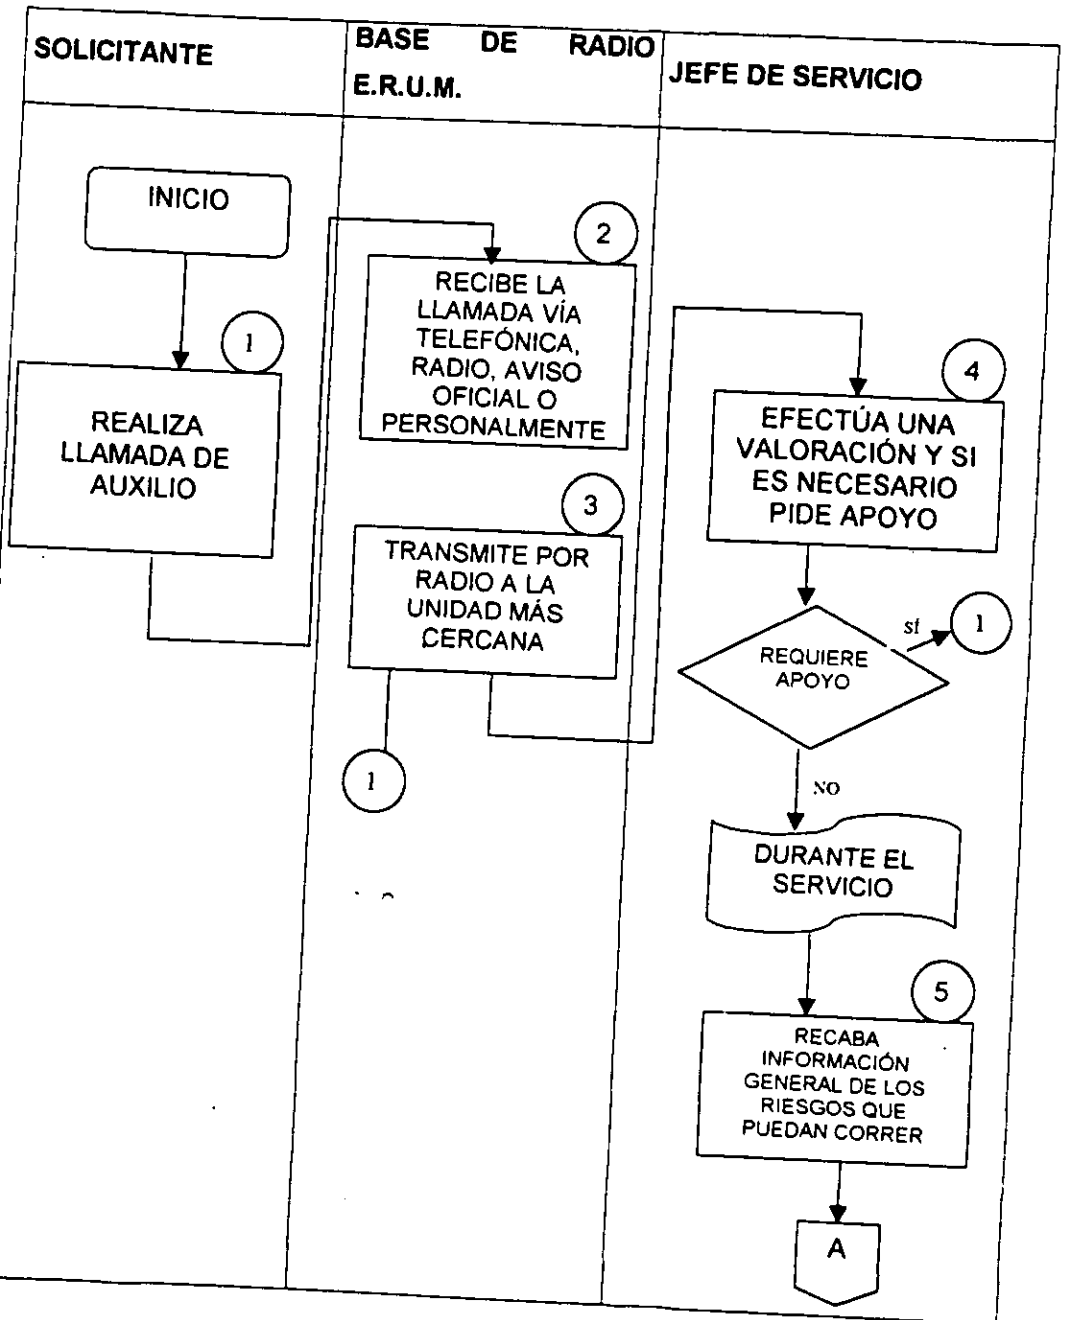 SOLICITANTE
BASE DE RADIO
E.R.U.M.
JEFE DE SERVICIO
INICIO
1
REALIZA
LLAMADA DE
AUXILIO
2
RECIBE LA
LLAMADA VÍA
TELEFÓNICA,
RADIO, AVISO
OFICIAL O
PERSONALMENTE
3
TRANSMITE POR
RADIO A LA
UNIDAD MÁS
CERCANA
1
4
EFECTÚA UNA
VALORACIÓN Y SI
ES NECESARIO
PIDE APOYO
REQUIERE
APOYO
sí
1
NO
DURANTE EL
SERVICIO
5
RECABA
INFORMACIÓN
GENERAL DE LOS
RIESGOS QUE
PUEDAN CORRER
A